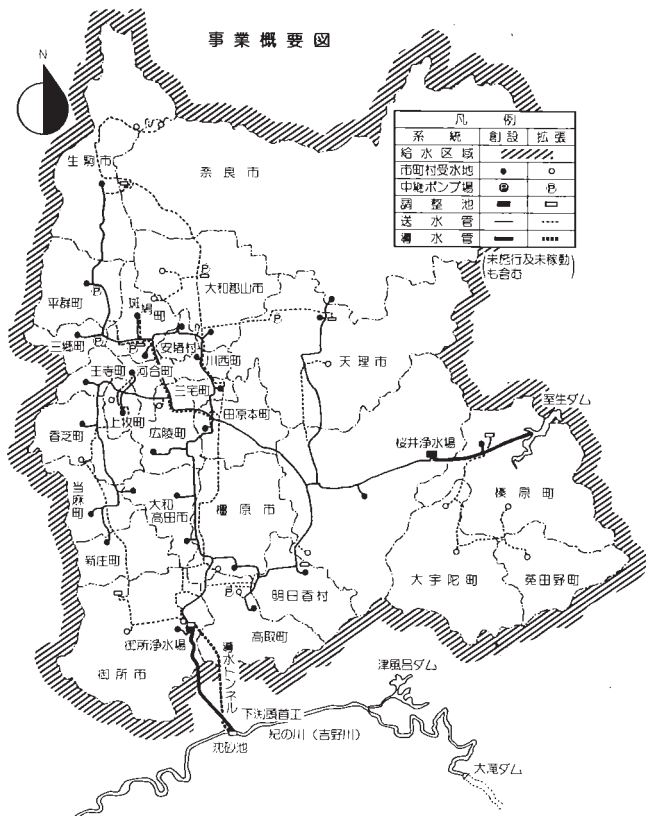 事業概要図
N
凡例
系統 創設 拡張
給水区域
市町村受水地
中継ポンプ場 P P
調整池
送水管
導水管
(未施行及未稼動も含む)
生駒市
奈良市
P
平群町
P
斑鳩町
大和郡山市
三郷町
P
安堵村
P
川西町
天理市
王寺町
河合町
三宅町
田原本町
室生ダム
上牧町
香芝町
広陵町
桜井浄水場
当麻町
大和高田市
橿原市
榛原町
新庄町
大宇陀町
菟田野町
P
明日香村
御所浄水場
高取町
御所市
導水トンネル
津風呂ダム
下渕頭首工
紀の川(吉野川)
沈砂池
大滝ダム